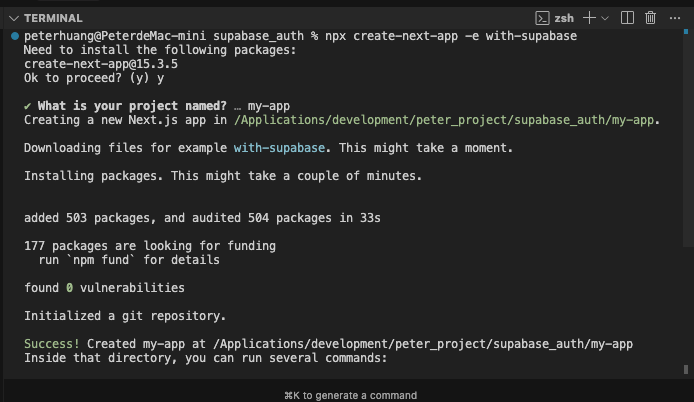 TERMINAL
zsh
peterhuang@PeterdeMac-mini supabase_auth % npx create-next-app -e with-supabase
Need to install the following packages:
create-next-app@15.3.5
Ok to proceed? (y) y
✔ What is your project named? … my-app
Creating a new Next.js app in /Applications/development/peter_project/supabase_auth/my-app.
Downloading files for example with-supabase. This might take a moment.
Installing packages. This might take a couple of minutes.
added 503 packages, and audited 504 packages in 33s
177 packages are looking for funding
  run `npm fund` for details
found 0 vulnerabilities
Initialized a git repository.
Success! Created my-app at /Applications/development/peter_project/supabase_auth/my-app
Inside that directory, you can run several commands:
⌘K to generate a command